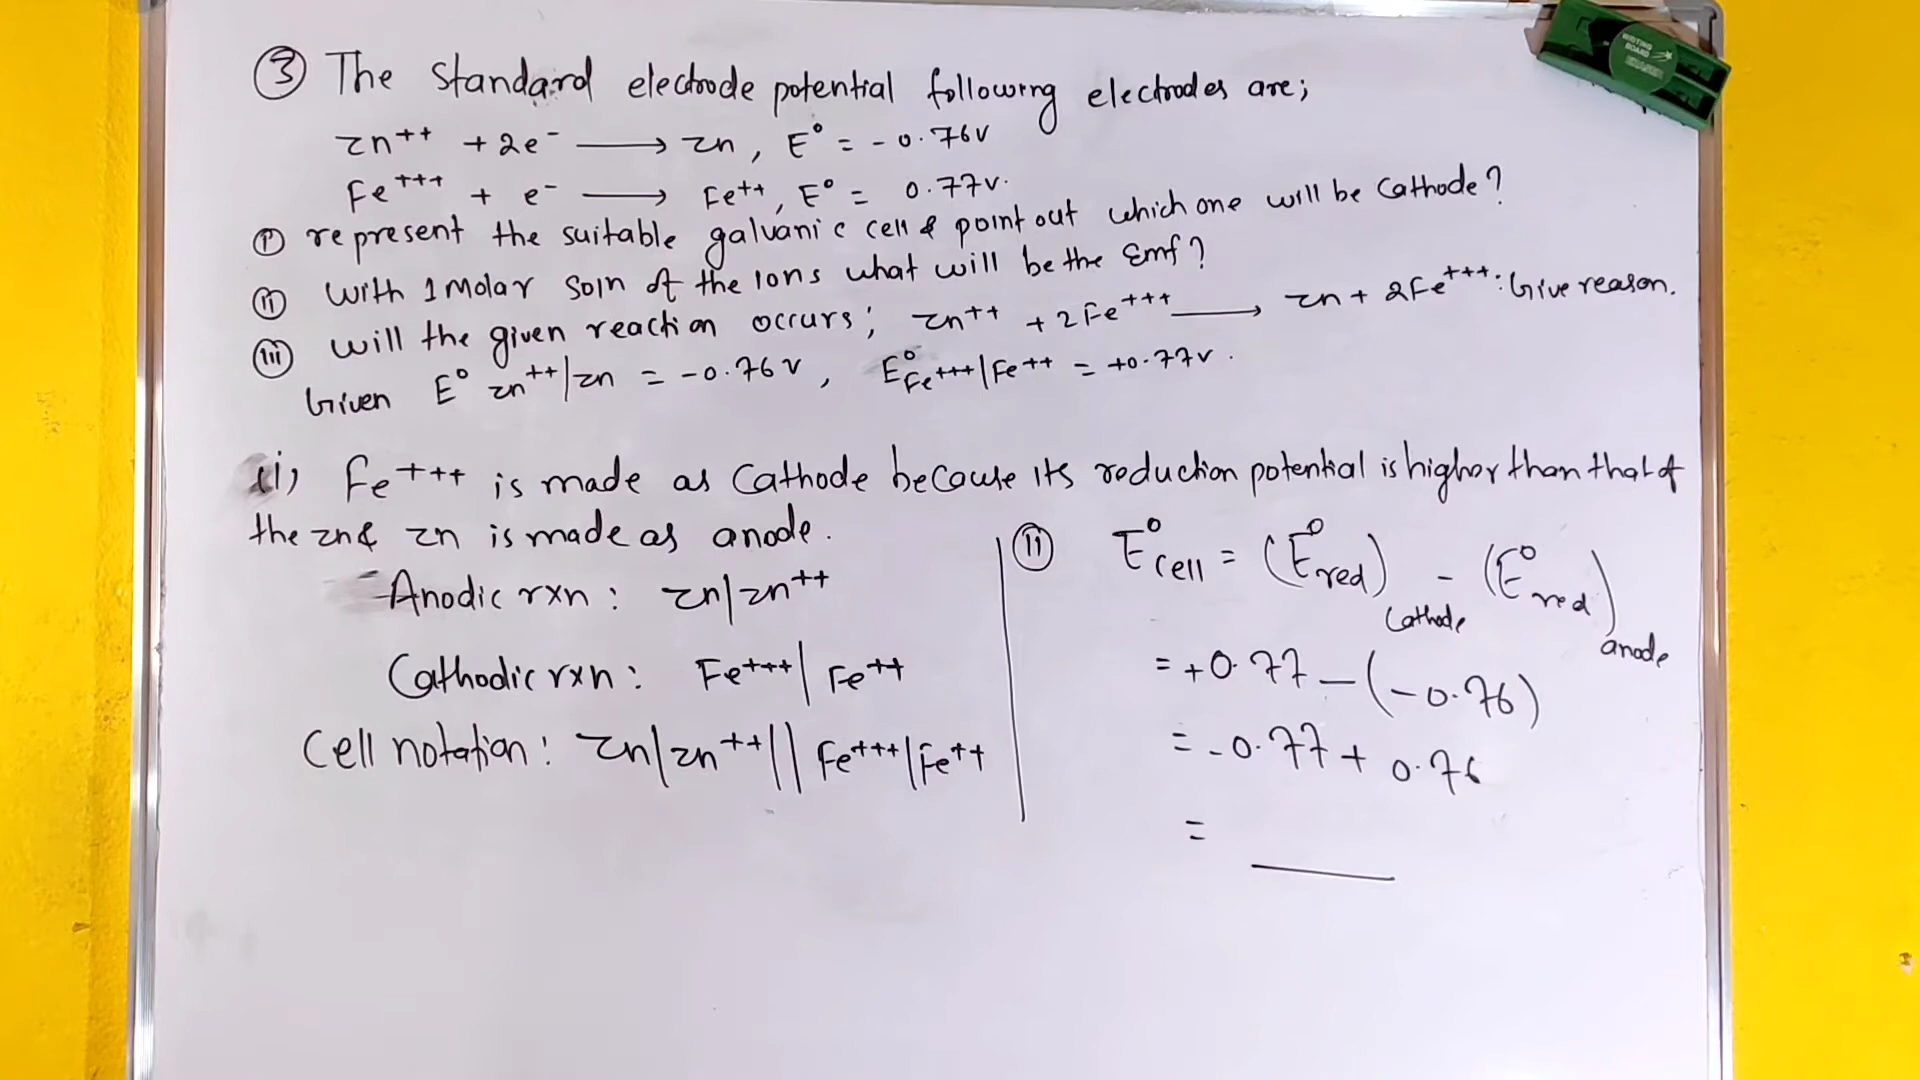 ③ The Standard electrode potential following electrodes are;
zn++ + 2e- → zn, E° = -0.76v
Fe+++ + e- → Fe++, E° = 0.77v.
(i) represent the suitable galvanic cell & point out which one will be Cathode?
(ii) with 1 Molar soln of the ions what will be the Emf?
(iii) will the given reaction occurs; zn++ + 2Fe+++ → zn + 2Fe+++. Give reason.
Given E° zn++/zn = -0.76v, E°Fe+++|Fe++ = +0.77v.
(i) Fe+++ is made as Cathode because its reduction potential is higher than that of
the zn & zn is made as anode.
Anodic rxn: zn/zn++
Cathodic rxn: Fe+++/Fe++
Cell notation: zn/zn++||Fe+++/Fe++
(ii) E°cell = (E°red)Cathode - (E°red)anode
= +0.77 - (-0.76)
= -0.77 + 0.76
=
WRITING BOARD